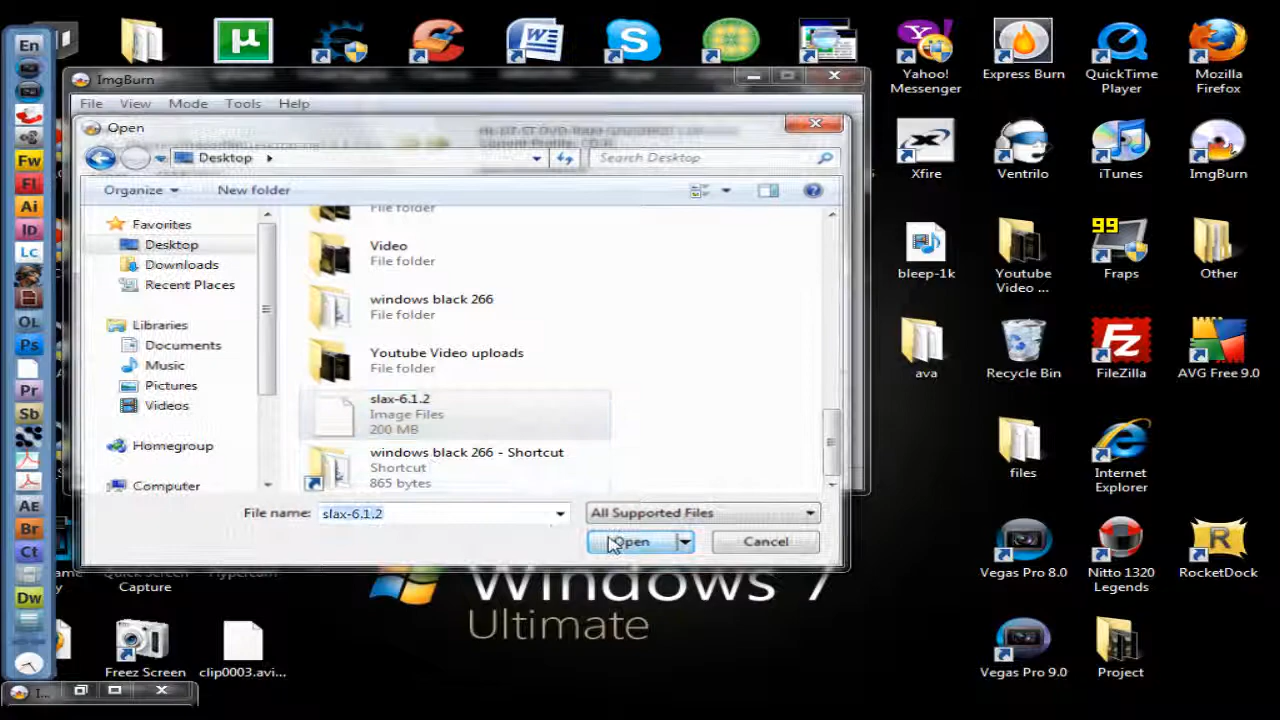 En
Yahoo!
Messenger
Express Burn
QuickTime
Player
Mozilla
Firefox
ImgBurn
File View Mode Tools Help
Open
Desktop
Search Desktop
Organize
New folder
Favorites
Desktop
Downloads
Recent Places
Libraries
Documents
Music
Pictures
Videos
Homegroup
Computer
File folder
Video
File folder
windows black 266
File folder
Youtube Video uploads
File folder
slax-6.1.2
Image Files
200 MB
windows black 266 - Shortcut
Shortcut
865 bytes
File name:
slax-6.1.2
All Supported Files
Open
Cancel
Fw
Fl
Ai
Id
Lc
OL
Ps
Pr
Sb
AE
Br
Ct
Dw
Xfire
Ventrilo
iTunes
ImgBurn
bleep-1k
Youtube
Video ...
99
Fraps
Other
ava
Recycle Bin
FileZilla
AVG Free 9.0
files
Internet
Explorer
Vegas Pro 8.0
Nitto 1320
Legends
RocketDock
Capture
Windows 7
Ultimate
Freez Screen
clip0003.avi...
Vegas Pro 9.0
Project
I...